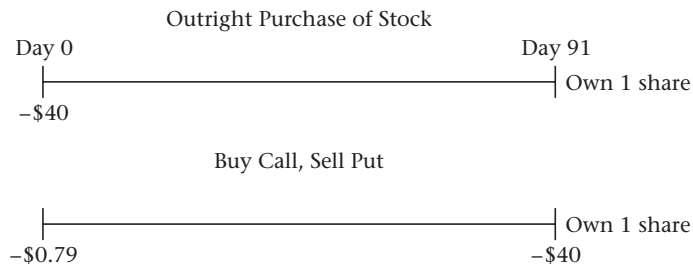 Outright Purchase of Stock
Day 0
Day 91
Own 1 share
–$40
Buy Call, Sell Put
Own 1 share
–$0.79
–$40